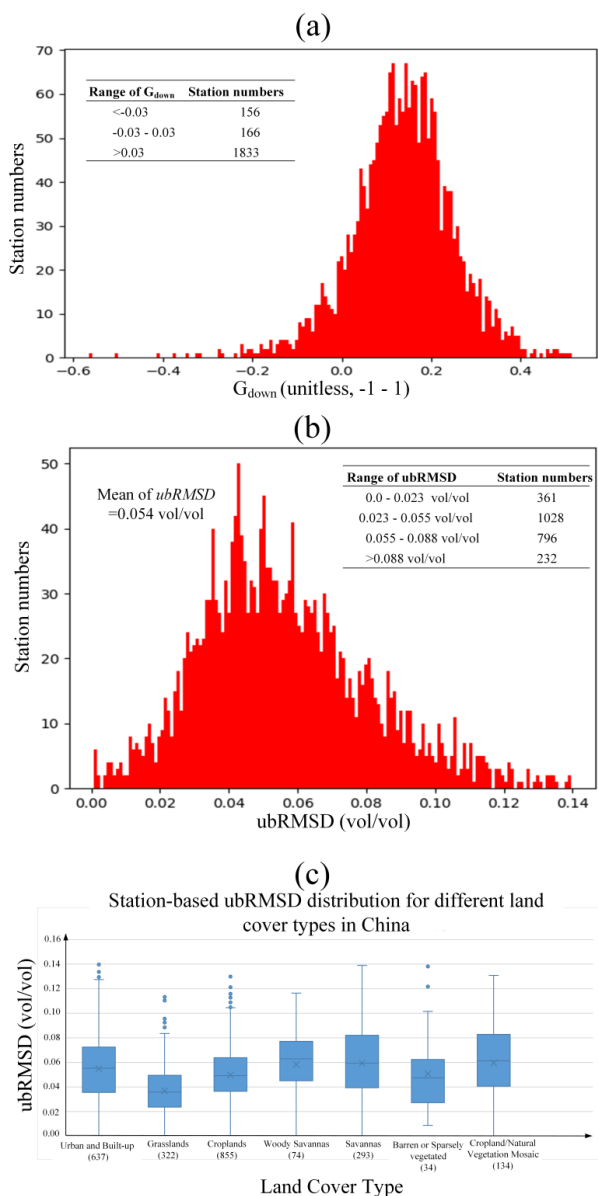 (a)
70
60
50
40
30
20
10
0
Station numbers
Range of Gdown Station numbers
<-0.03 156
-0.03 - 0.03 166
>0.03 1833
−0.6 −0.4 −0.2 0.0 0.2 0.4
Gdown (unitless, -1 - 1)
(b)
50
40
30
20
10
0
Station numbers
Mean of ubRMSD
=0.054 vol/vol
Range of ubRMSD Station numbers
0.0 - 0.023 vol/vol 361
0.023 - 0.055 vol/vol 1028
0.055 - 0.088 vol/vol 796
>0.088 vol/vol 232
0.00 0.02 0.04 0.06 0.08 0.10 0.12 0.14
ubRMSD (vol/vol)
(c)
Station-based ubRMSD distribution for different land
cover types in China
0.16
0.14
0.12
0.10
0.08
0.06
0.04
0.02
0.00
ubRMSD (vol/vol)
Urban and Built-up
(637)
Grasslands
(322)
Croplands
(855)
Woody Savannas
(74)
Savannas
(293)
Barren or Sparsely
vegetated
(34)
Cropland/Natural
Vegetation Mosaic
(134)
Land Cover Type